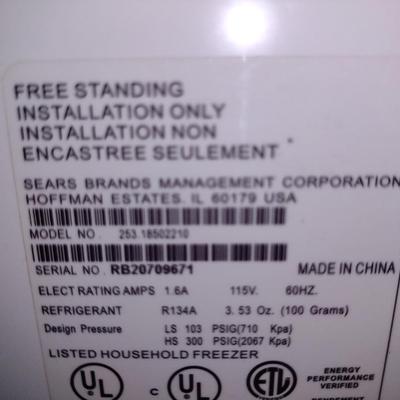 FREE STANDING
INSTALLATION ONLY
INSTALLATION NON
ENCASTREE SEULEMENT
SEARS BRANDS MANAGEMENT CORPORATION
HOFFMAN ESTATES. IL 60179 USA
MODEL NO. 253.18502210
SERIAL NO. RB20709671 MADE IN CHINA
ELECT RATING AMPS 1.6A 115V. 60HZ.
REFRIGERANT R134A 3. 53 Oz. (100 Grams)
Design Pressure LS 103 PSIG(710 Kpa)
HS 300 PSIG(2067 Kpa)
LISTED HOUSEHOLD FREEZER
UL c UL ETL ENERGY
PERFORMANCE
VERIFIED
RENDEMENT